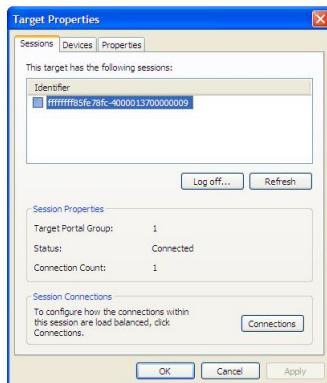 Target Properties
Sessions Devices Properties
This target has the following sessions:
Identifier
ffffffff85fe78fc-4000013700000009
Log off... Refresh
Session Properties
Target Portal Group: 1
Status: Connected
Connection Count: 1
Session Connections
To configure how the connections within
this session are load balanced, click
Connections.
Connections
OK Cancel Apply